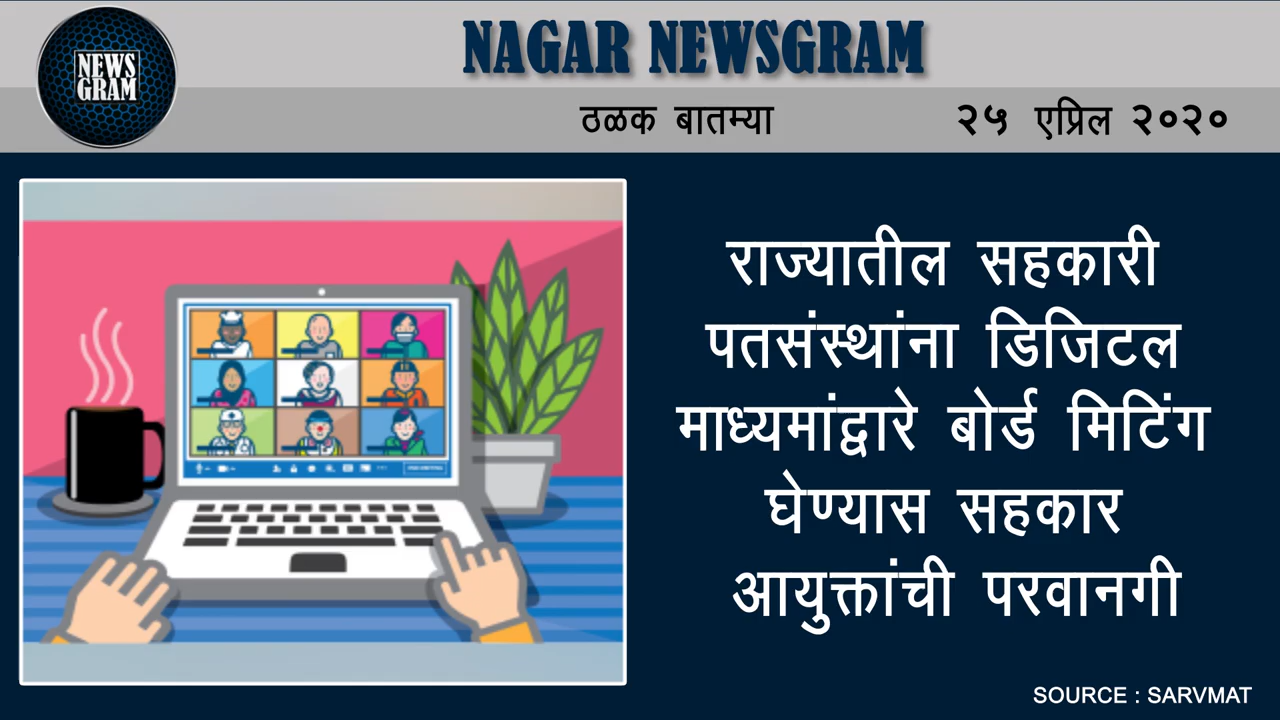 NEWS
GRAM
NAGAR NEWSGRAM
ठळक बातम्या
२५ एप्रिल २०२०
राज्यातील सहकारी
पतसंस्थांना डिजिटल
माध्यमांद्वारे बोर्ड मिटिंग
घेण्यास सहकार
आयुक्तांची परवानगी
SOURCE : SARVMAT